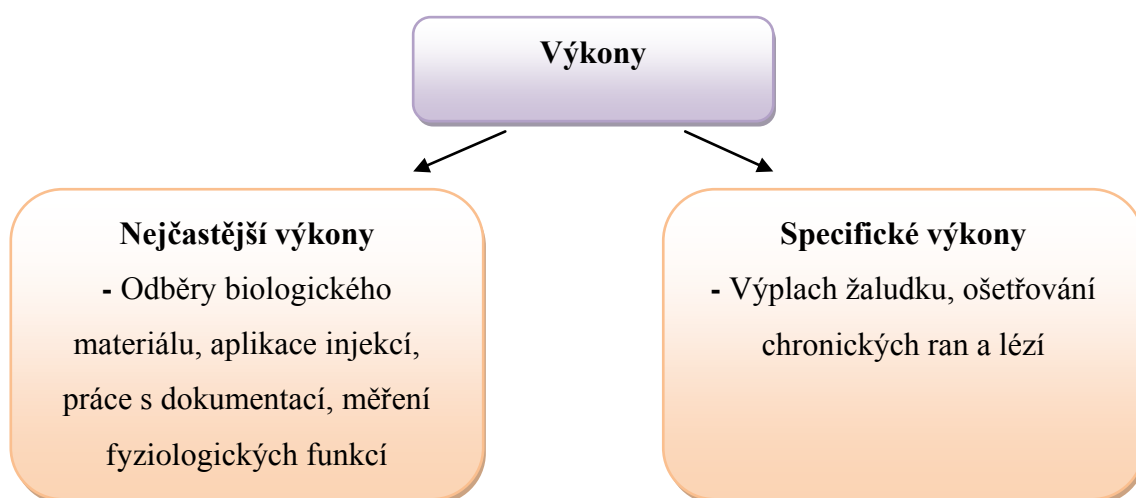 Výkony
Nejčastější výkony
- Odběry biologického
materiálu, aplikace injekcí,
práce s dokumentací, měření
fyziologických funkcí
Specifické výkony
- Výplach žaludku, ošetřování
chronických ran a lézí